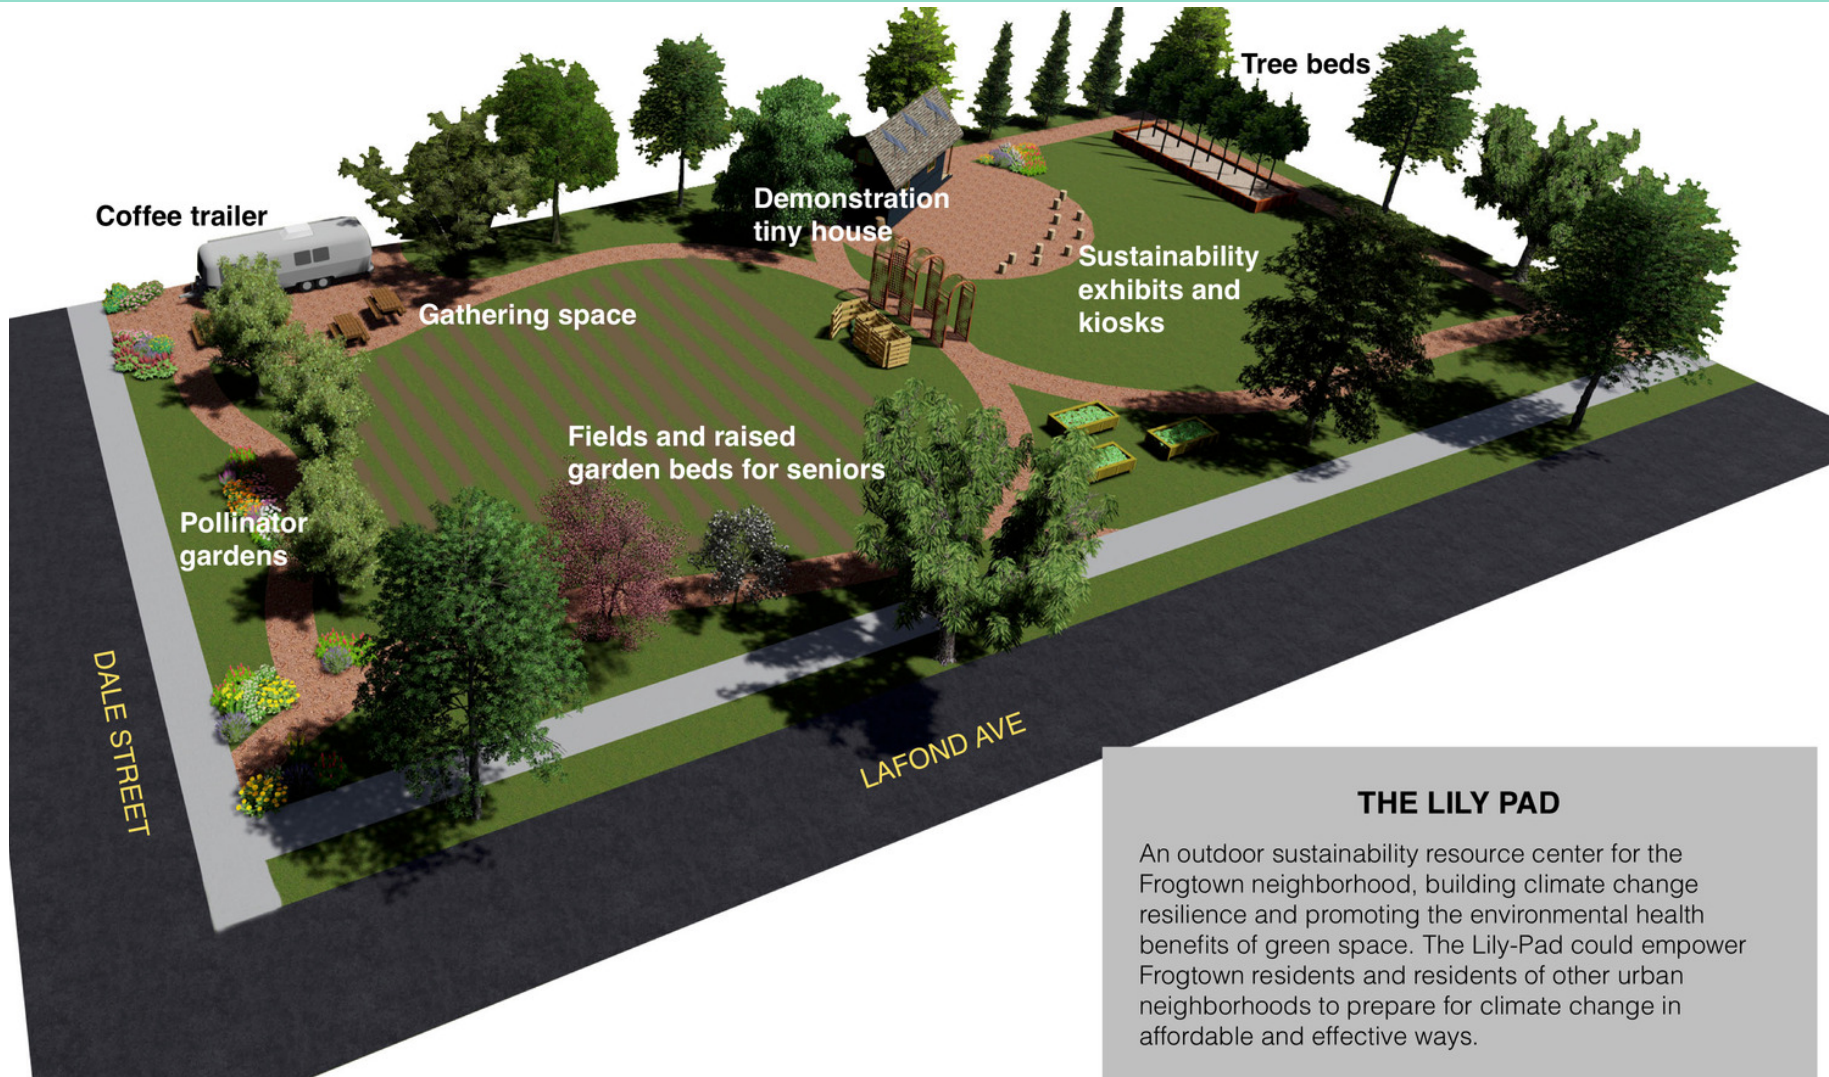 Tree beds
Coffee trailer
Demonstration
tiny house
Sustainability
exhibits and
kiosks
Gathering space
Fields and raised
garden beds for seniors
Pollinator
gardens
DALE STREET
LAFOND AVE
THE LILY PAD
An outdoor sustainability resource center for the
Frogtown neighborhood, building climate change
resilience and promoting the environmental health
benefits of green space. The Lily-Pad could empower
Frogtown residents and residents of other urban
neighborhoods to prepare for climate change in
affordable and effective ways.